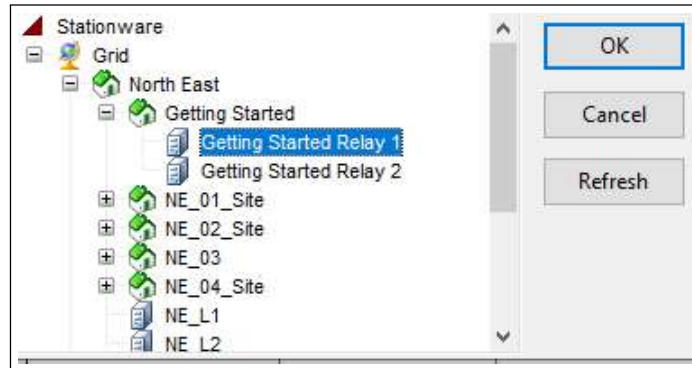 Stationware
Grid
North East
Getting Started
Getting Started Relay 1
Getting Started Relay 2
NE_01_Site
NE_02_Site
NE_03
NE_04_Site
NE_L1
NE_L2
OK
Cancel
Refresh